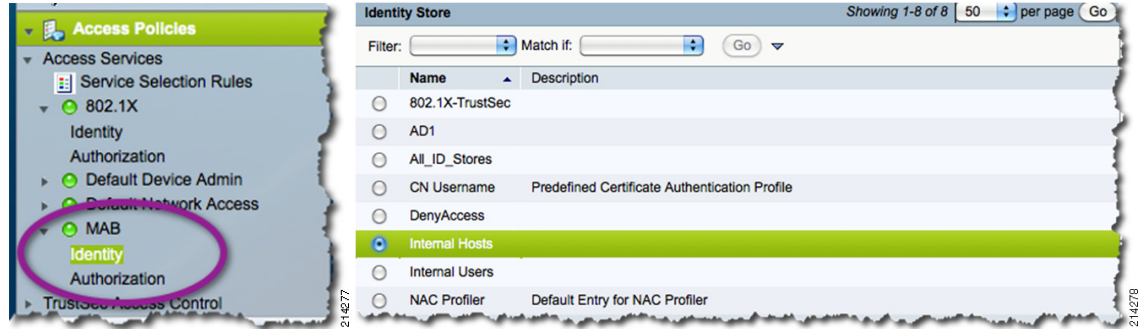 Access Policies
Access Services
Service Selection Rules
802.1X
Identity
Authorization
Default Device Admin
Default Network Access
MAB
Identity
Authorization
TrustSec Access Control
214277
Identity Store
Showing 1-8 of 8 50 per page Go
Filter: Match if: Go
Name Description
802.1X-TrustSec
AD1
All_ID_Stores
CN Username Predefined Certificate Authentication Profile
DenyAccess
Internal Hosts
Internal Users
NAC Profiler Default Entry for NAC Profiler
214278